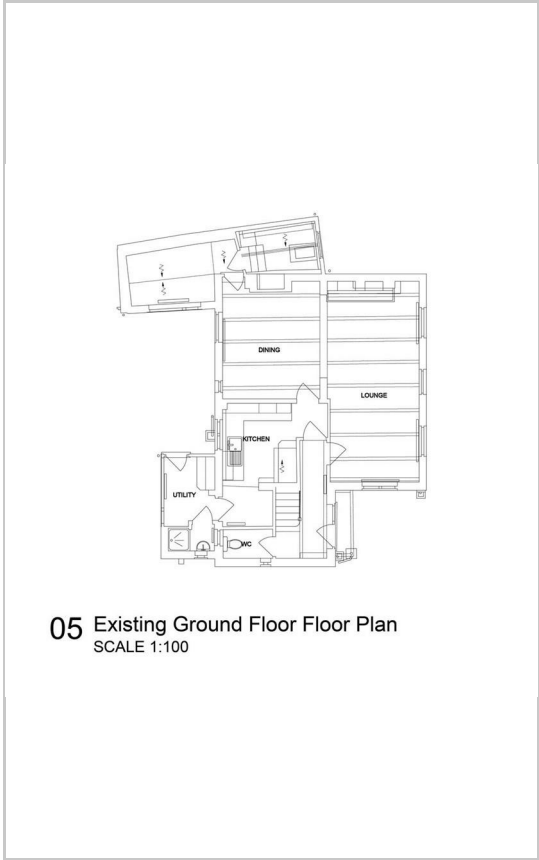 DINING
LOUNGE
KITCHEN
UTILITY
WC
05 Existing Ground Floor Floor Plan
SCALE 1:100